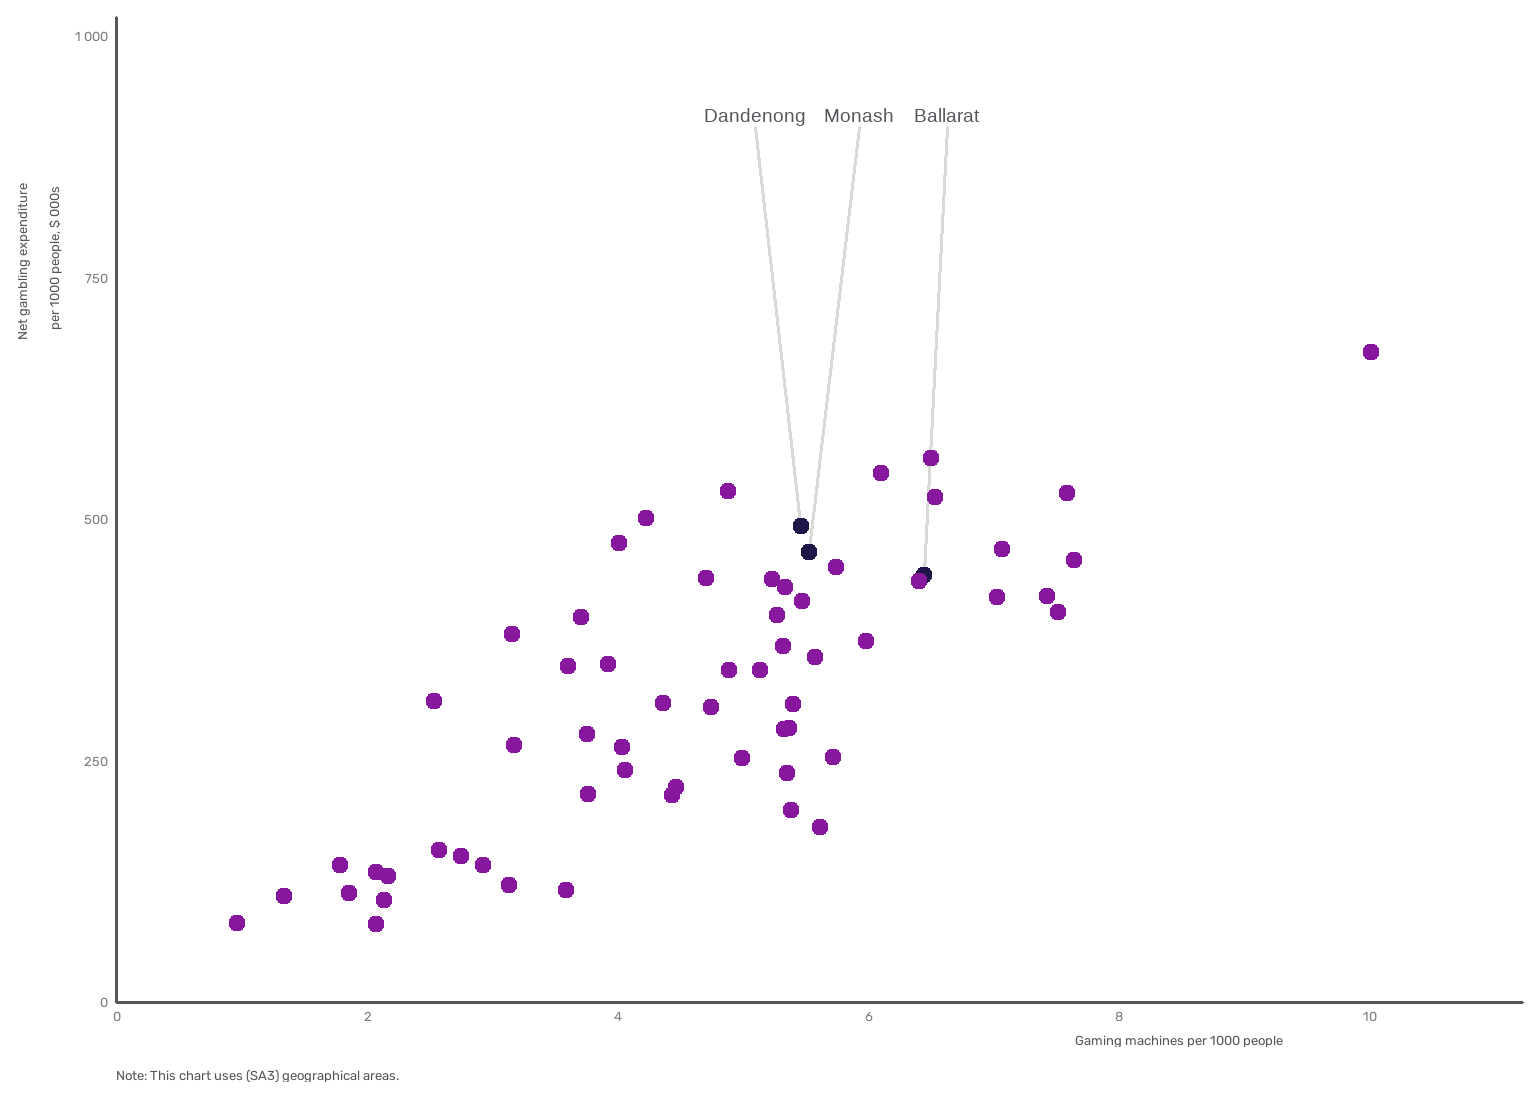 Net gambling expenditure
per 1000 people, $ 000s
1 000
750
500
250
0
Dandenong
Monash
Ballarat
0
2
4
6
8
10
Gaming machines per 1000 people
Note: This chart uses (SA3) geographical areas.